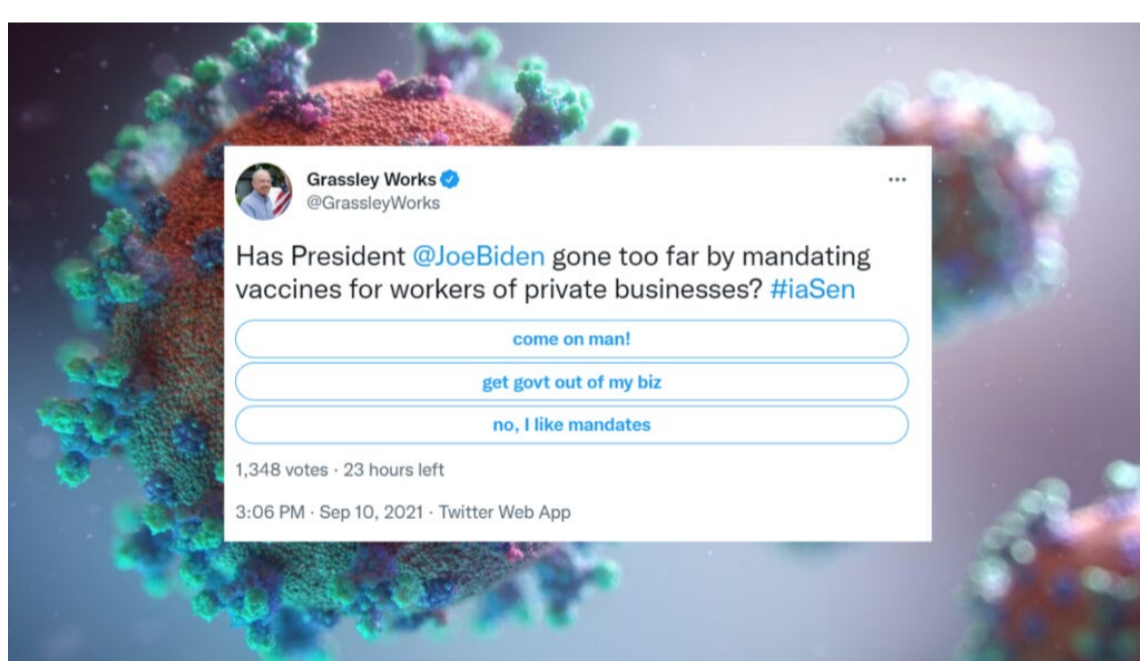 Grassley Works
@GrassleyWorks
Has President @JoeBiden gone too far by mandating
vaccines for workers of private businesses? #iaSen
come on man!
get govt out of my biz
no, I like mandates
1,348 votes · 23 hours left
3:06 PM · Sep 10, 2021 · Twitter Web App